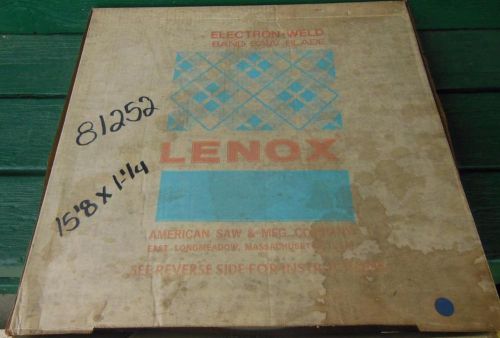 ELECTRON-WELD
BAND SAW BLADE
81252
LENOX
15'8 x 1-1/4
AMERICAN SAW & MFG. COMPANY
EAST LONGMEADOW, MASSACHUSETTS
SEE REVERSE SIDE FOR INSTRUCTIONS